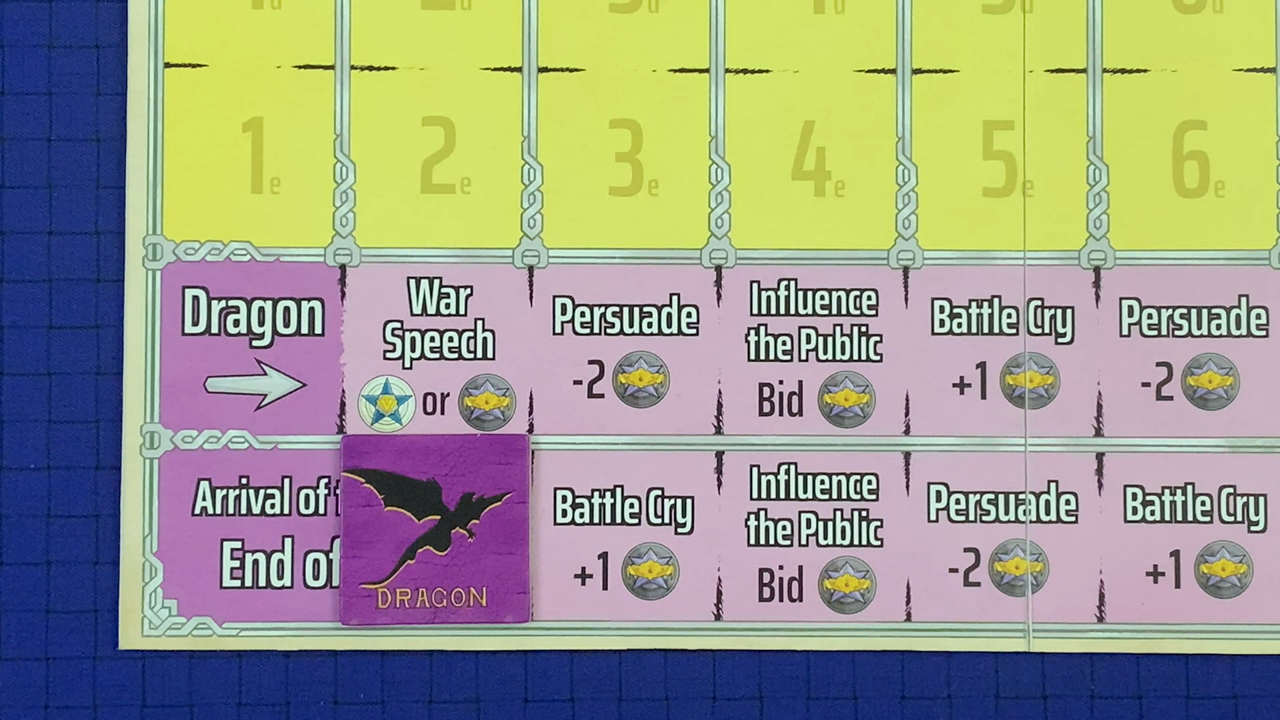 1e 2e 3e 4e 5e 6e
Dragon
War
Speech
or
Persuade
-2
Influence
the Public
Bid
Battle Cry
+1
Persuade
-2
Arrival of
End of
DRAGON
Battle Cry
+1
Influence
the Public
Bid
Persuade
-2
Battle Cry
+1